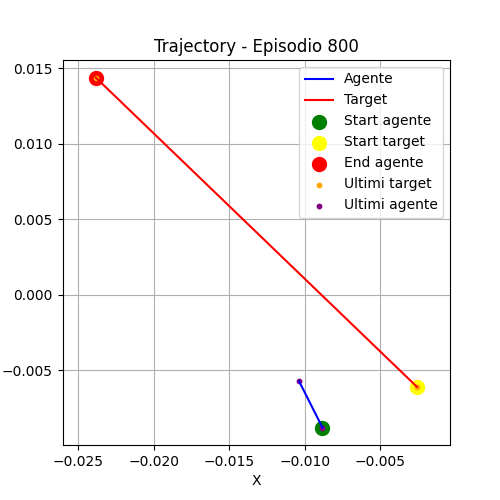 Trajectory - Episodio 800
0.015
0.010
0.005
0.000
−0.005
Agente
Target
Start agente
Start target
End agente
Ultimi target
Ultimi agente
−0.025 −0.020 −0.015 −0.010 −0.005
X